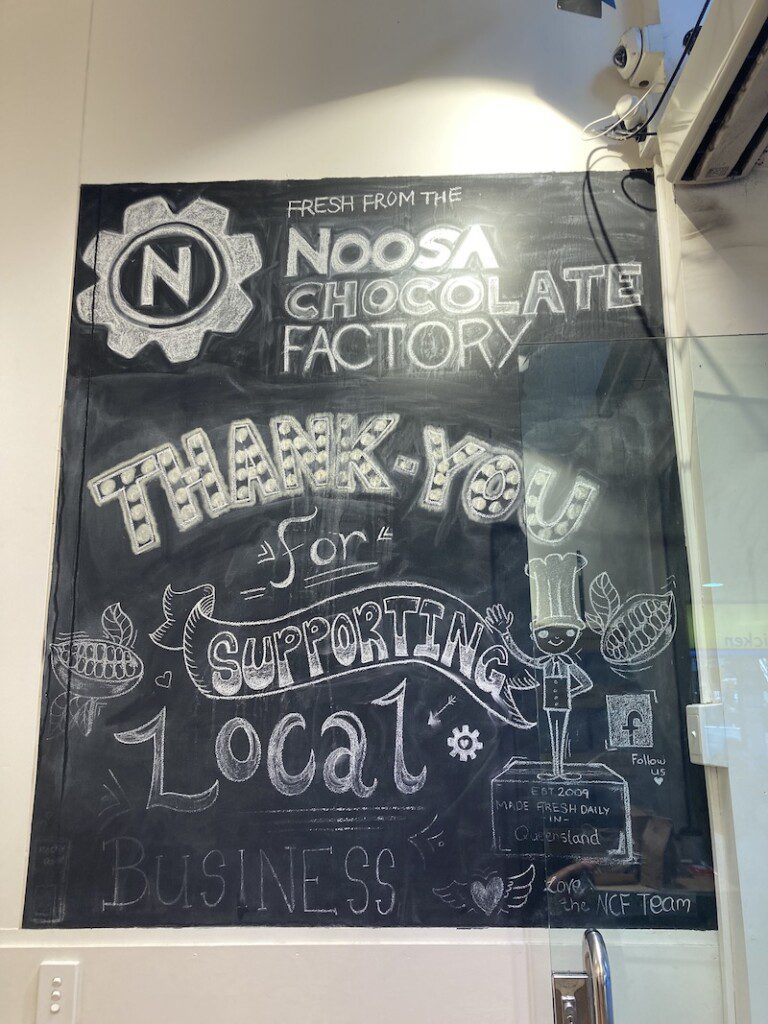 N
FRESH FROM THE
NOOSA
CHOCOLATE
FACTORY
THANK-YOU
for
SUPPORTING
Local
BUSINESS
f
Follow
us
EST 2009
MADE FRESH DAILY
IN-
Queensland
Love
the NCF Team